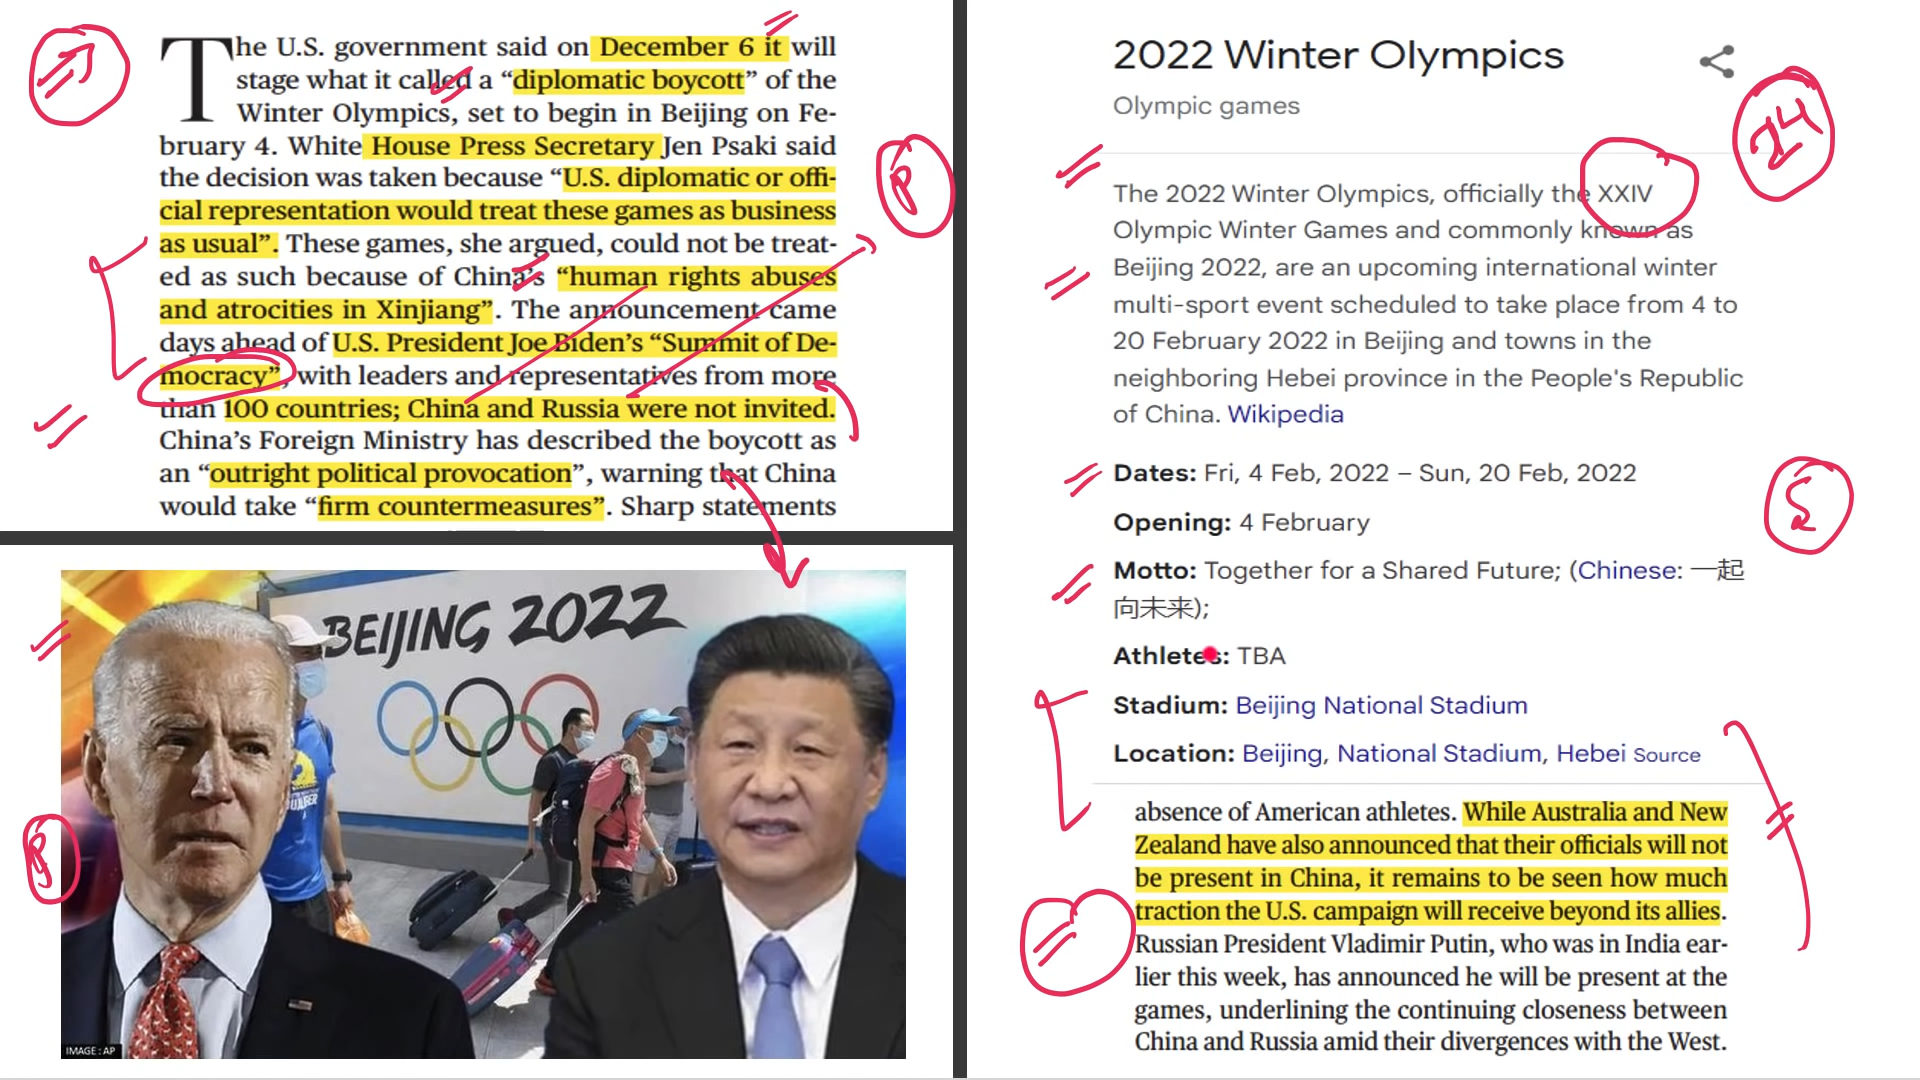 The U.S. government said on December 6 it will
stage what it called a “diplomatic boycott” of the
Winter Olympics, set to begin in Beijing on Fe-
bruary 4. White House Press Secretary Jen Psaki said
the decision was taken because “U.S. diplomatic or offi-
cial representation would treat these games as business
as usual”. These games, she argued, could not be treat-
ed as such because of China’s “human rights abuses
and atrocities in Xinjiang”. The announcement came
days ahead of U.S. President Joe Biden’s “Summit of De-
mocracy”, with leaders and representatives from more
than 100 countries; China and Russia were not invited.
China’s Foreign Ministry has described the boycott as
an “outright political provocation”, warning that China
would take “firm countermeasures”. Sharp statements
BEIJING 2022
IMAGE : AP
2022 Winter Olympics
Olympic games
24
The 2022 Winter Olympics, officially the XXIV
Olympic Winter Games and commonly known as
Beijing 2022, are an upcoming international winter
multi-sport event scheduled to take place from 4 to
20 February 2022 in Beijing and towns in the
neighboring Hebei province in the People's Republic
of China. Wikipedia
Dates: Fri, 4 Feb, 2022 – Sun, 20 Feb, 2022
Opening: 4 February
Motto: Together for a Shared Future; (Chinese: 一起
向未来);
Athletes: TBA
Stadium: Beijing National Stadium
Location: Beijing, National Stadium, Hebei Source
absence of American athletes. While Australia and New
Zealand have also announced that their officials will not
be present in China, it remains to be seen how much
traction the U.S. campaign will receive beyond its allies.
Russian President Vladimir Putin, who was in India ear-
lier this week, has announced he will be present at the
games, underlining the continuing closeness between
China and Russia amid their divergences with the West.